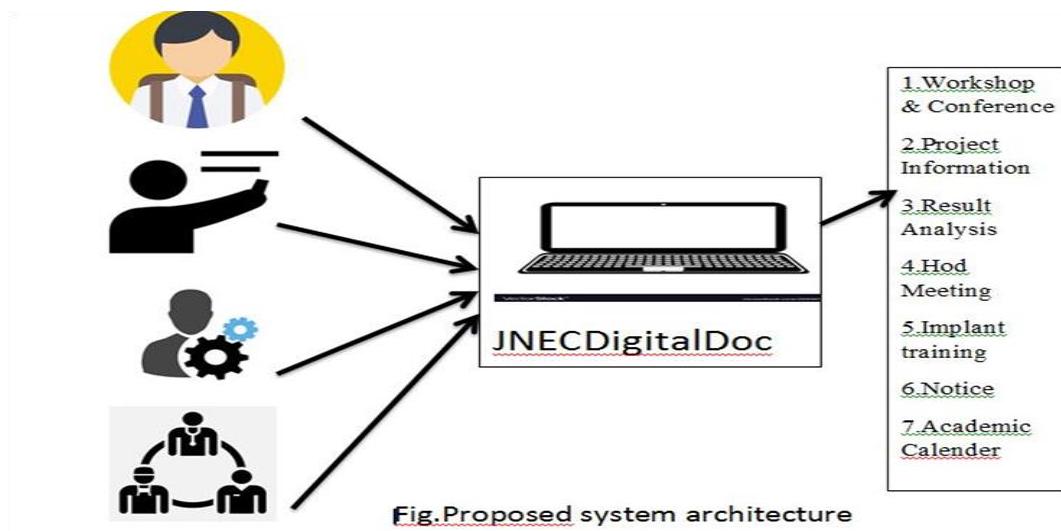 1.Workshop
& Conference
2.Project
Information
3.Result
Analysis
4.Hod
Meeting
5.Implant
training
6.Notice
7.Academic
Calender
VectorStock
JNECDigitalDoc
Fig.Proposed system architecture